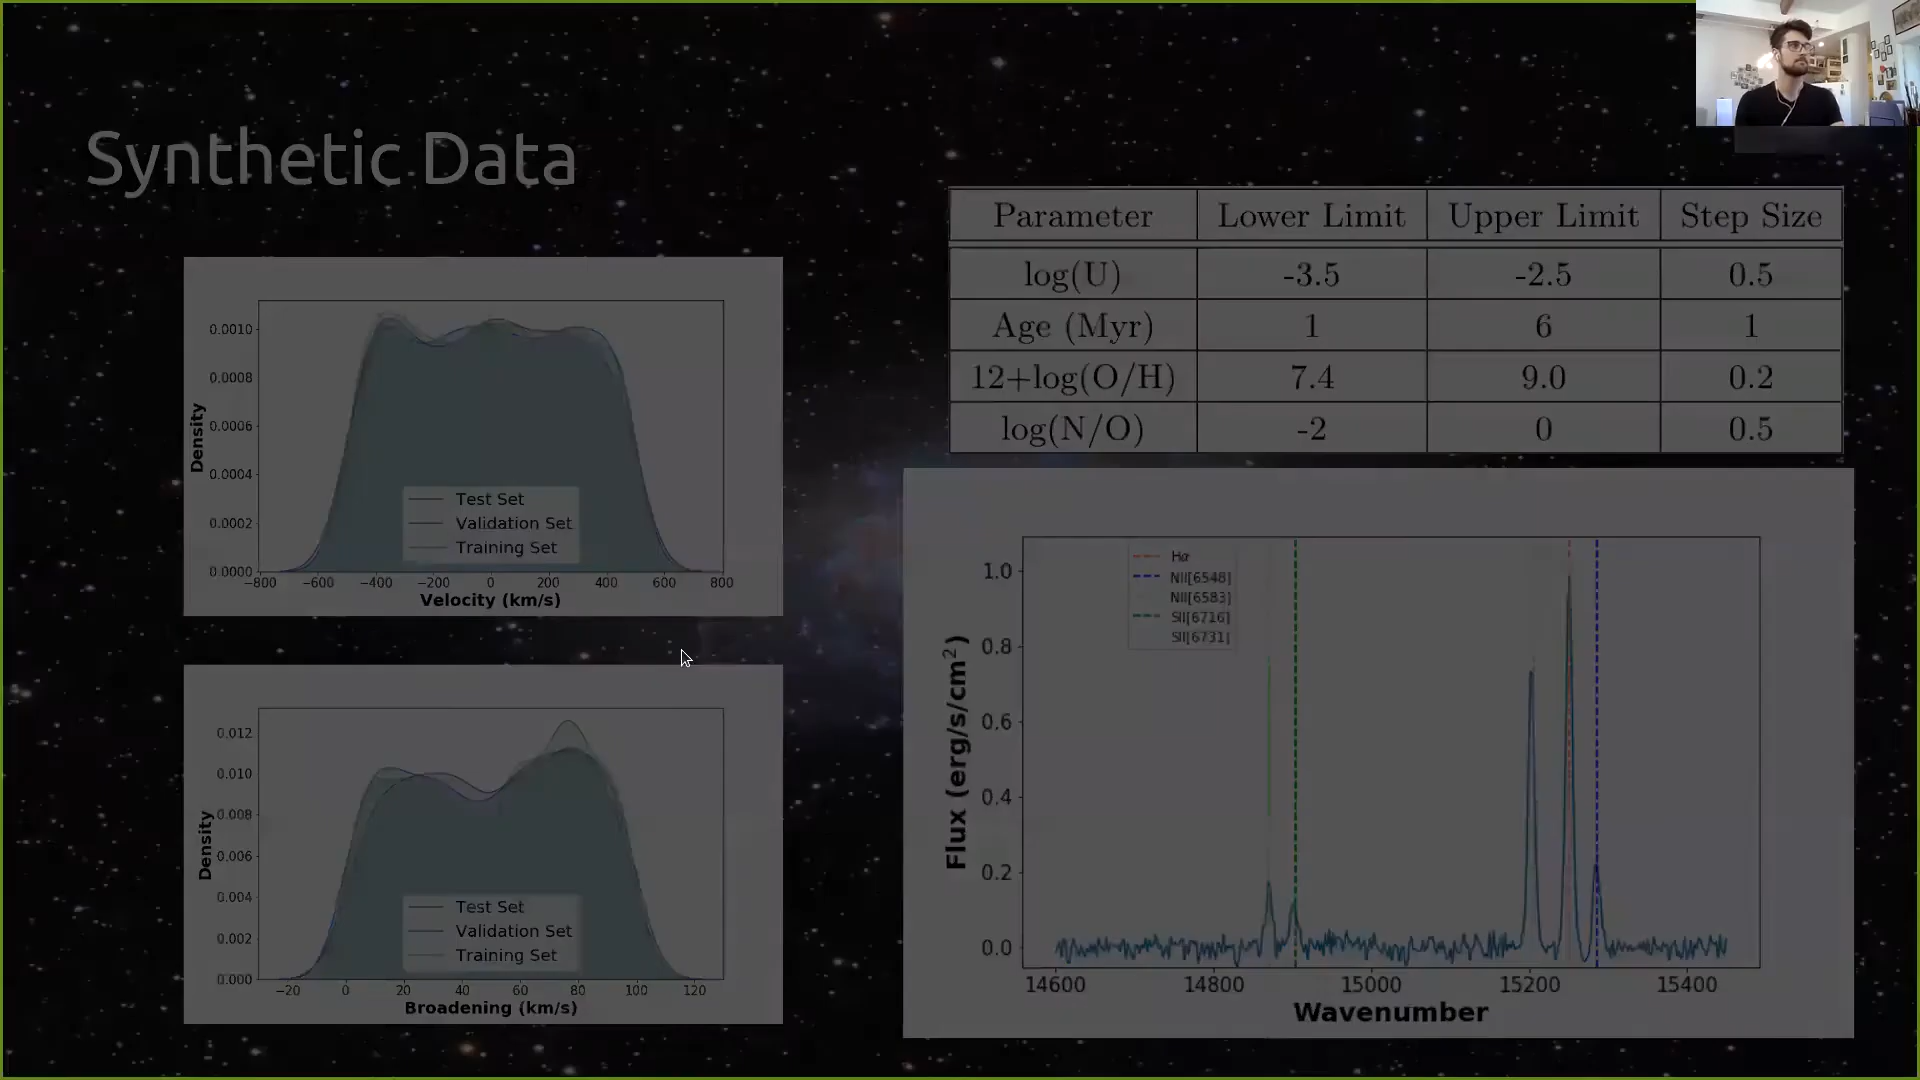 Synthetic Data
Parameter Lower Limit Upper Limit Step Size
log(U) -3.5 -2.5 0.5
Age (Myr) 1 6 1
12+log(O/H) 7.4 9.0 0.2
log(N/O) -2 0 0.5
Density
0.0010
0.0008
0.0006
0.0004
0.0002
0.0000
Test Set
Validation Set
Training Set
−800 −600 −400 −200 0 200 400 600 800
Velocity (km/s)
Density
0.012
0.010
0.008
0.006
0.004
0.002
0.000
Test Set
Validation Set
Training Set
−20 0 20 40 60 80 100 120
Broadening (km/s)
Flux (erg/s/cm²)
1.0
0.8
0.6
0.4
0.2
0.0
Hα
NII[6548]
NII[6583]
SII[6716]
SII[6731]
14600 14800 15000 15200 15400
Wavenumber